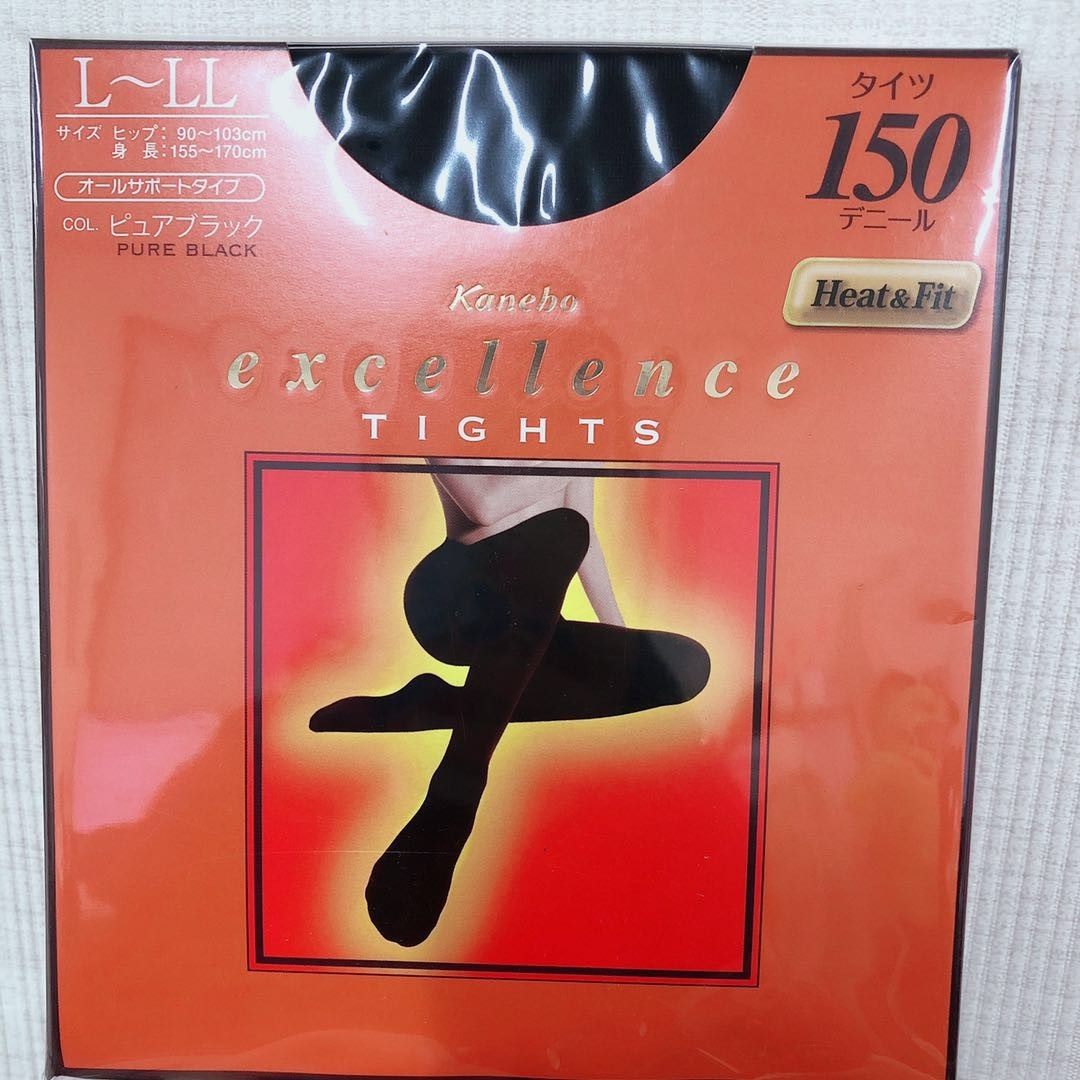 L〜LL
サイズ ヒップ：90〜103cm
身 長：155〜170cm
オールサポートタイプ
COL. ピュアブラック
PURE BLACK
タイツ
150
デニール
Heat&Fit
Kanebo
excellence
TIGHTS